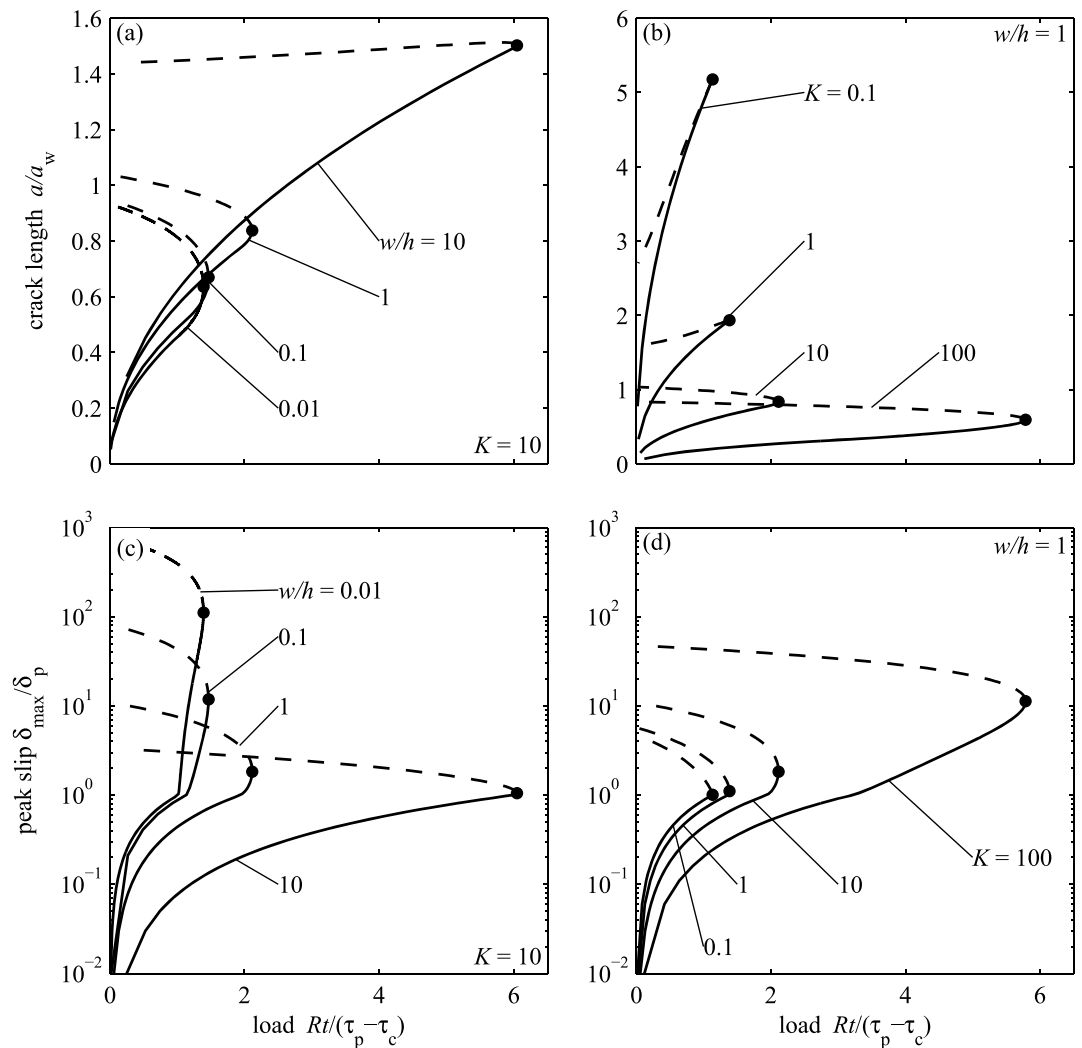 (a)
1.6
1.4
1.2
1
0.8
0.6
0.4
0.2
0
crack length a/a_w
w/h = 10
1
0.1
0.01
K = 10
(b)
w/h = 1
6
5
4
3
2
1
0
K = 0.1
1
10
100
(c)
10^3
10^2
10^1
10^0
10^-1
10^-2
peak slip δ_max/δ_p
w/h = 0.01
0.1
1
10
K = 10
0 2 4 6
load Rt/(τ_p−τ_c)
(d)
w/h = 1
10^3
10^2
10^1
10^0
10^-1
10^-2
K = 100
10
1
0.1
0 2 4 6
load Rt/(τ_p−τ_c)